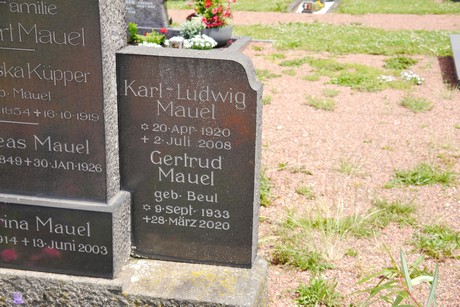 Familie
rl Mauel
ska Küpper
b. Mauel
1854 + 16·10·1919
eas Mauel
849 + 30·JAN·1926
rina Mauel
914 + 13·Juni 2003
Karl-Ludwig
Mauel
* 20·Apr·1920
+ 2·Juli 2008
Gertrud
Mauel
geb·Beul
* 9·Sept·1933
+ 28·März 2020